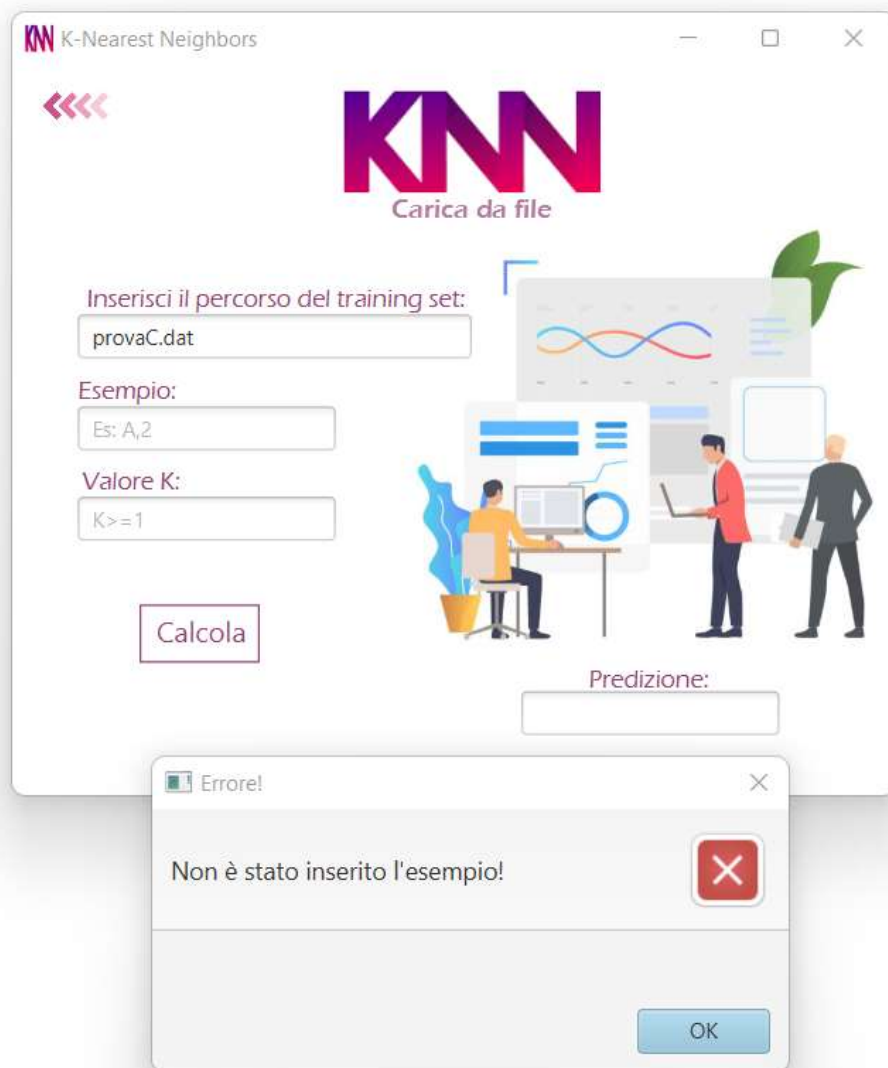 KNN K-Nearest Neighbors
KNN
Carica da file
Inserisci il percorso del training set:
provaC.dat
Esempio:
Es: A,2
Valore K:
K>=1
Calcola
Predizione:
Errore!
Non è stato inserito l'esempio!
OK